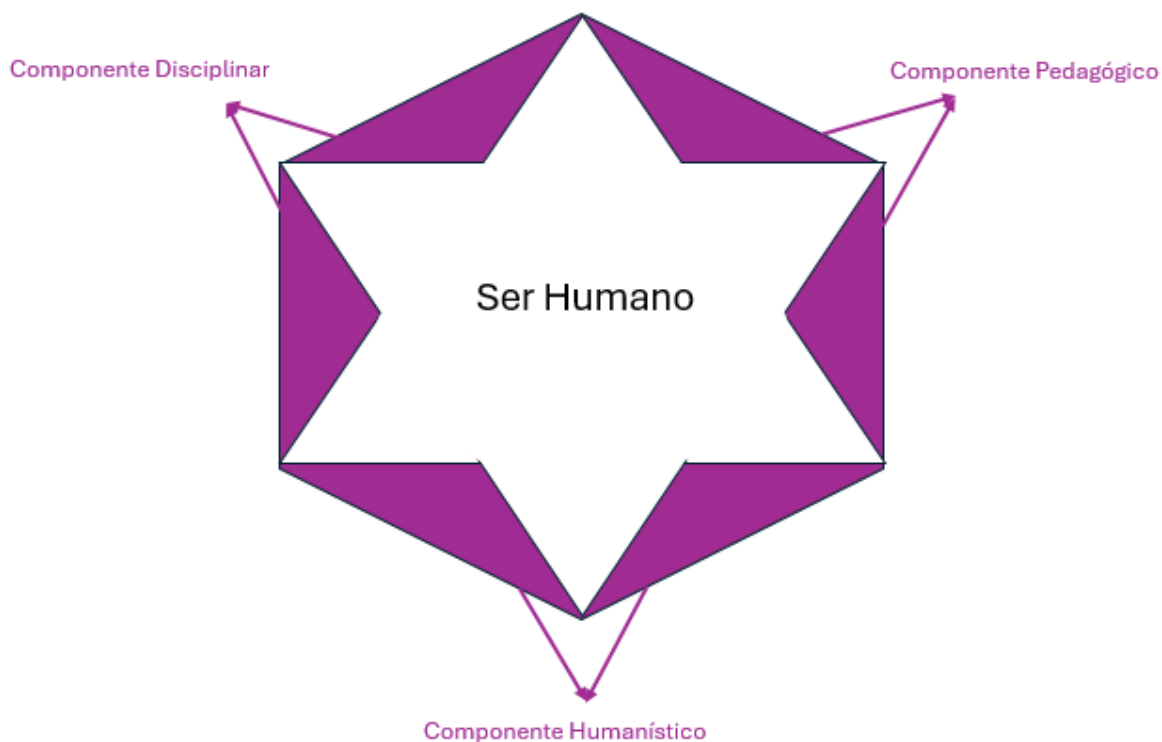 Componente Disciplinar
Componente Pedagógico
Ser Humano
Componente Humanístico